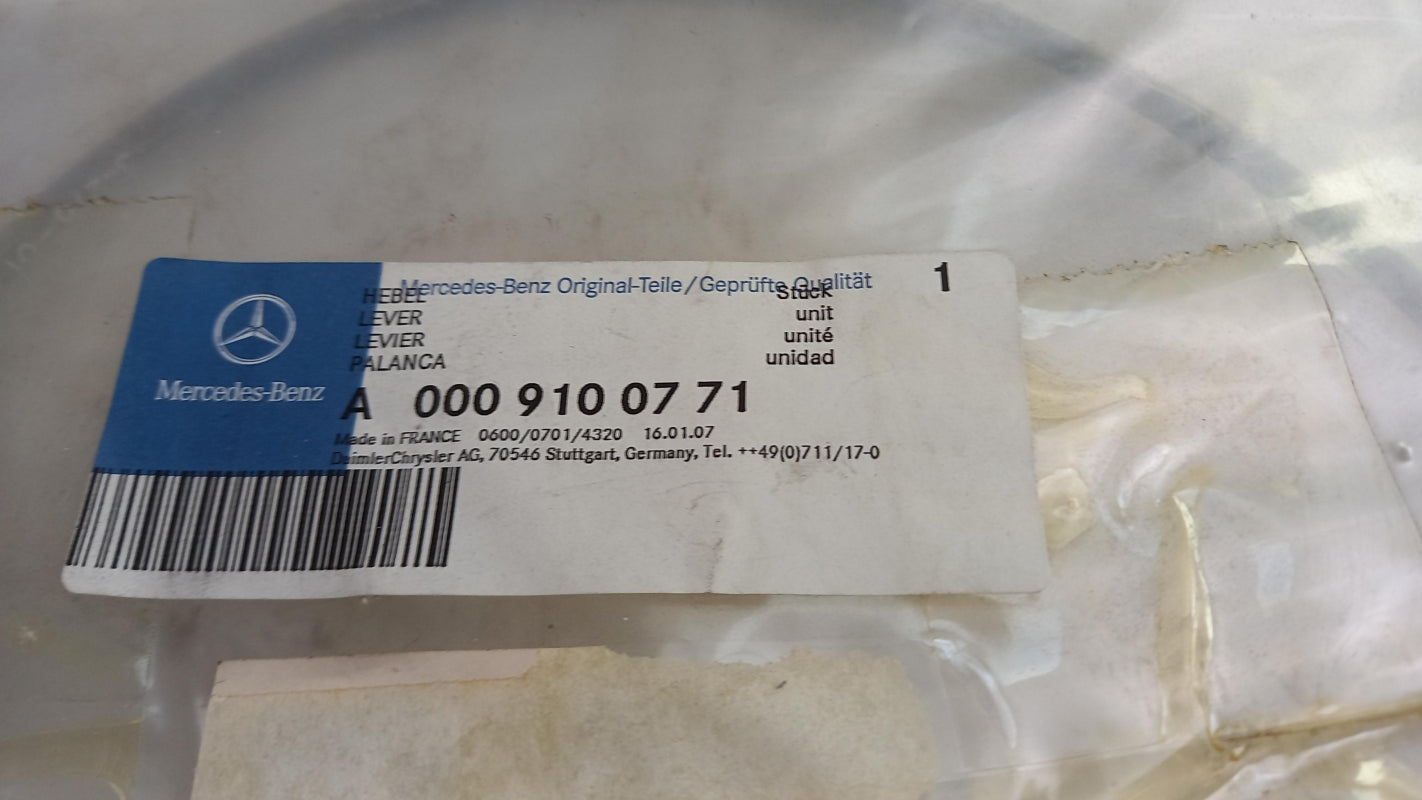 Mercedes-Benz Original-Teile/Geprüfte Qualität
1
HEBEL Stück
LEVER unit
LEVIER unité
PALANCA unidad
Mercedes-Benz
A 000 910 07 71
Made in FRANCE 0600/0701/4320 16.01.07
DaimlerChrysler AG, 70546 Stuttgart, Germany, Tel. ++49(0)711/17-0